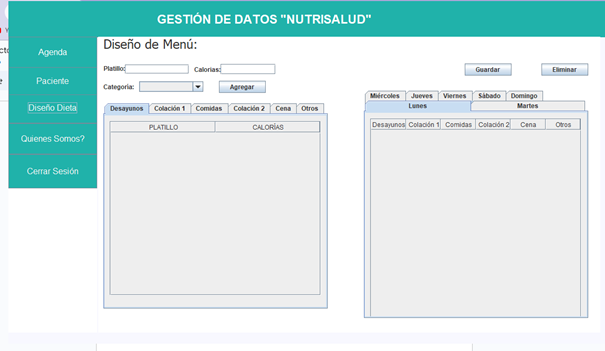 GESTIÓN DE DATOS "NUTRISALUD"
Agenda
Paciente
Diseño Dieta
Quienes Somos?
Cerrar Sesión
Diseño de Menú:
Platillo: Calorías:
Categoria: Agregar
Guardar Eliminar
Desayunos Colación 1 Comidas Colación 2 Cena Otros
PLATILLO CALORÍAS
Miércoles Jueves Viernes Sábado Domingo
Lunes Martes
Desayunos Colación 1 Comidas Colación 2 Cena Otros